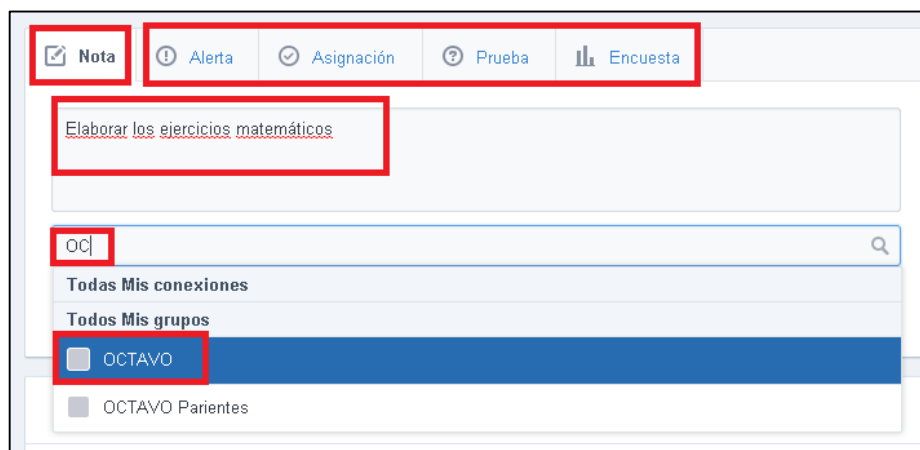 Nota Alerta Asignación Prueba Encuesta
Elaborar los ejercicios matemáticos
OC
Todas Mis conexiones
Todos Mis grupos
OCTAVO
OCTAVO Parientes